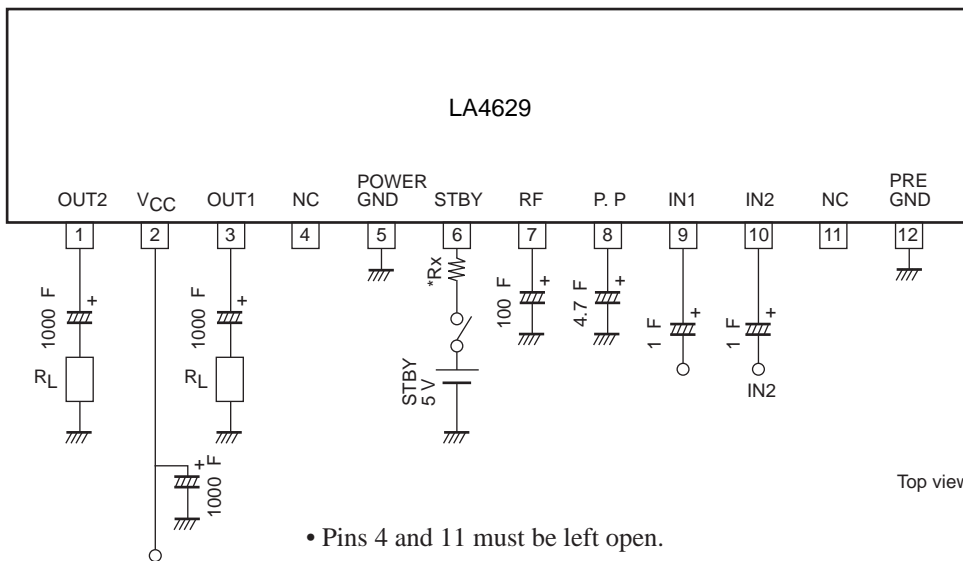 LA4629
OUT2 VCC OUT1 NC POWER GND STBY RF P. P IN1 IN2 NC PRE GND
1 2 3 4 5 6 7 8 9 10 11 12
*Rx
+ + + + + +
1000 F
1000 F
100 F
4.7 F
1 F
1 F
RL
RL
STBY
5 V
IN2
+
1000 F
Top view
• Pins 4 and 11 must be left open.